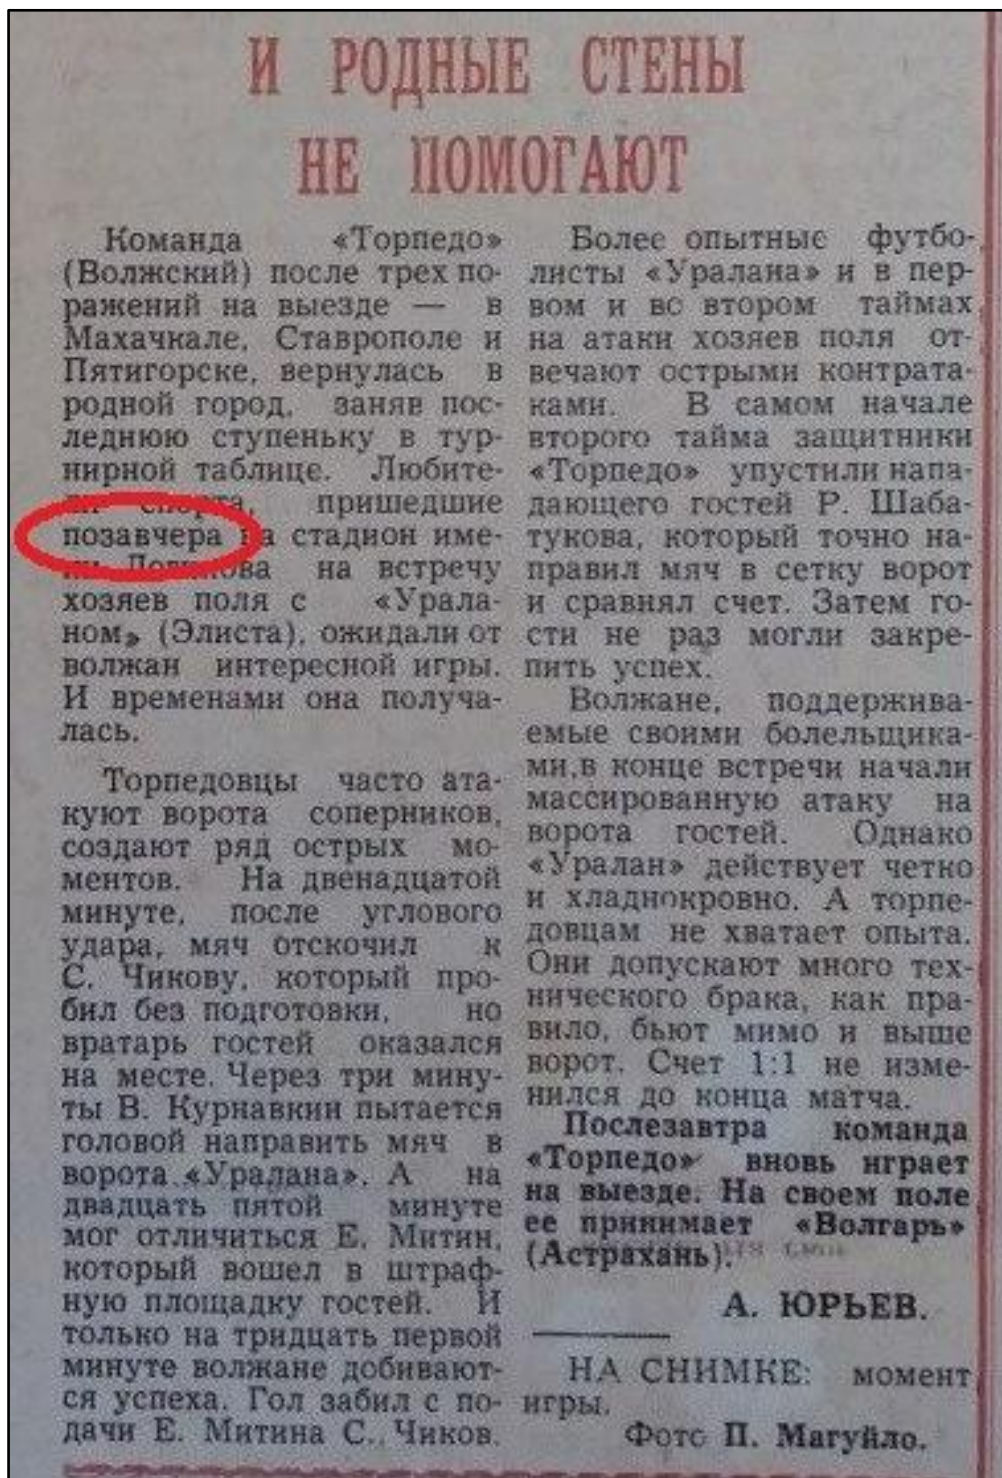 И РОДНЫЕ СТЕНЫ
НЕ ПОМОГАЮТ
Команда «Торпедо»
(Волжский) после трех по-
ражений на выезде — в
Махачкале, Ставрополе и
Пятигорске, вернулась в
родной город, заняв пос-
леднюю ступеньку в тур-
нирной таблице. Любите-
ли спорта, пришедшие
позавчера на стадион име-
ни Логинова на встречу
хозяев поля с «Урала-
ном» (Элиста), ожидали от
волжан интересной игры.
И временами она получа-
лась.
Торпедовцы часто ата-
куют ворота соперников,
создают ряд острых мо-
ментов. На двенадцатой
минуте, после углового
удара, мяч отскочил к
С. Чикову, который про-
бил без подготовки, но
вратарь гостей оказался
на месте. Через три мину-
ты В. Курнавкин пытается
головой направить мяч в
ворота «Уралана». А на
двадцать пятой минуте
мог отличиться Е. Митин,
который вошел в штраф-
ную площадку гостей. И
только на тридцать первой
минуте волжане добивают-
ся успеха. Гол забил с по-
дачи Е. Митина С. Чиков.
Более опытные футбо-
листы «Уралана» и в пер-
вом и во втором таймах
на атаки хозяев поля от-
вечают острыми контрата-
ками. В самом начале
второго тайма защитники
«Торпедо» упустили напа-
дающего гостей Р. Шаба-
тукова, который точно на-
правил мяч в сетку ворот
и сравнял счет. Затем го-
сти не раз могли закре-
пить успех.
Волжане, поддержива-
емые своими болельщика-
ми,в конце встречи начали
массированную атаку на
ворота гостей. Однако
«Уралан» действует четко
и хладнокровно. А торпе-
довцам не хватает опыта.
Они допускают много тех-
нического брака, как пра-
вило, бьют мимо и выше
ворот. Счет 1:1 не изме-
нился до конца матча.
Послезавтра команда
«Торпедо» вновь играет
на выезде. На своем поле
ее принимает «Волгарь»
(Астрахань).
А. ЮРЬЕВ.
НА СНИМКЕ: момент
игры.
Фото П. Магуйло.